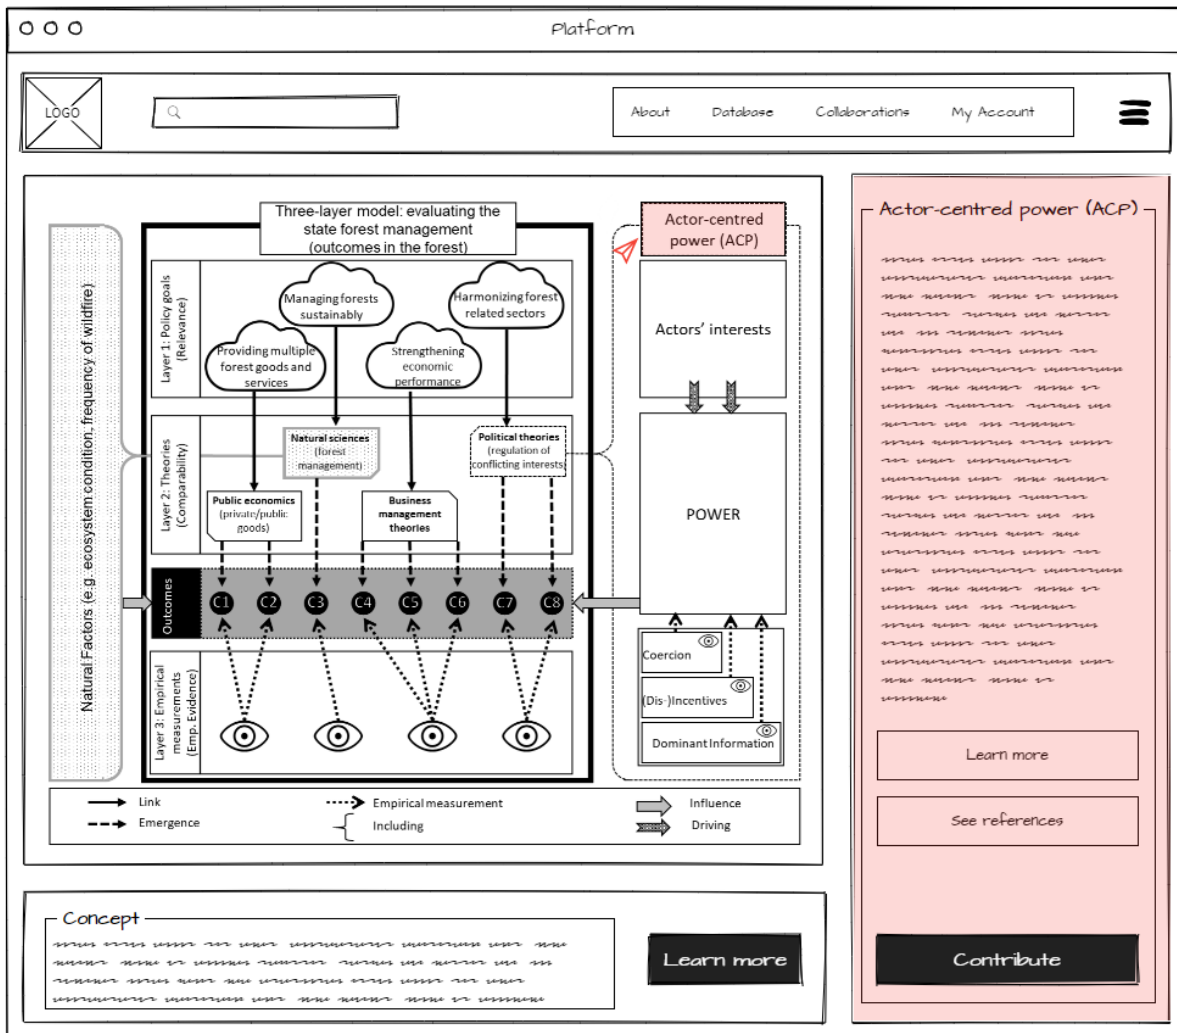 Platform
LOGO
About
Database
Collaborations
My Account
Three-layer model: evaluating the
state forest management
(outcomes in the forest)
Natural Factors (e.g. ecosystem condition, frequency of wildfire)
Layer 1: Policy goals
(Relevance)
Managing forests
sustainably
Harmonizing forest
related sectors
Providing multiple
forest goods and
services
Strengthening
economic
performance
Layer 2: Theories
(Comparability)
Natural sciences
(forest
management)
Political theories
(regulation of
conflicting interests)
Public economics
(private/public
goods)
Business
management
theories
Outcomes
C1
C2
C3
C4
C5
C6
C7
C8
Layer 3: Empirical
measurements
(Emp. Evidence)
Actor-centred
power (ACP)
Actors' interests
POWER
Coercion
(Dis-)Incentives
Dominant Information
Link
Emergence
Empirical measurement
Including
Influence
Driving
Actor-centred power (ACP)
Learn more
See references
Contribute
Concept
Learn more